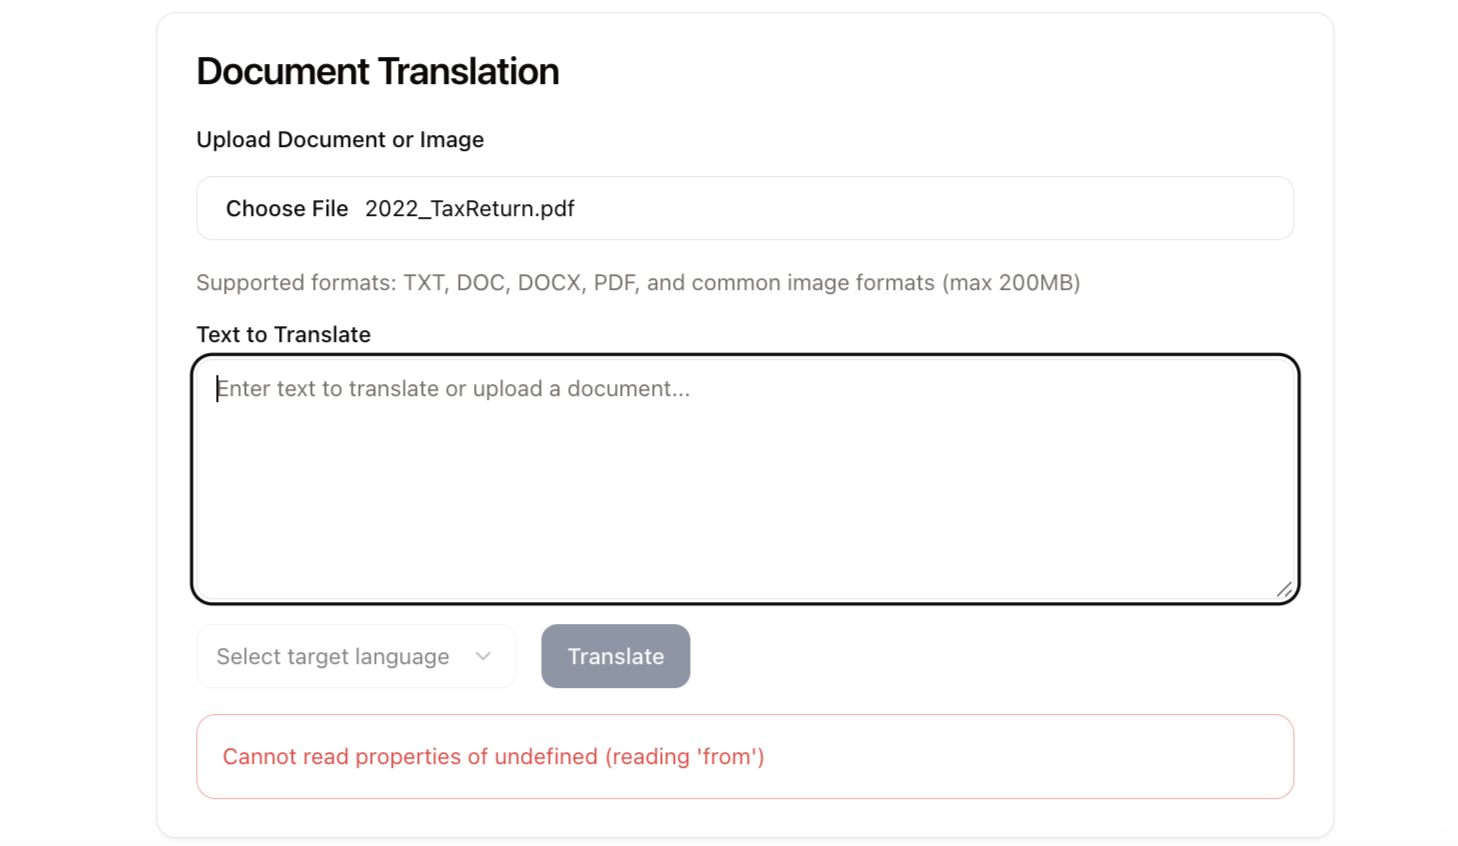 Document Translation
Upload Document or Image
Choose File 2022_TaxReturn.pdf
Supported formats: TXT, DOC, DOCX, PDF, and common image formats (max 200MB)
Text to Translate
Enter text to translate or upload a document...
Select target language
Translate
Cannot read properties of undefined (reading 'from')